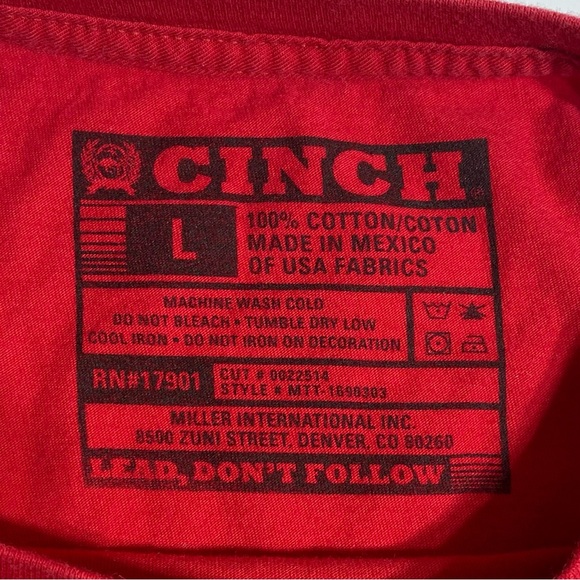 CINCH
L
100% COTTON/COTON
MADE IN MEXICO
OF USA FABRICS
MACHINE WASH COLD
DO NOT BLEACH • TUMBLE DRY LOW
COOL IRON • DO NOT IRON ON DECORATION
RN#17901
CUT # 0022514
STYLE # MTT-1690303
MILLER INTERNATIONAL INC.
8500 ZUNI STREET, DENVER, CO 80260
LEAD, DON'T FOLLOW